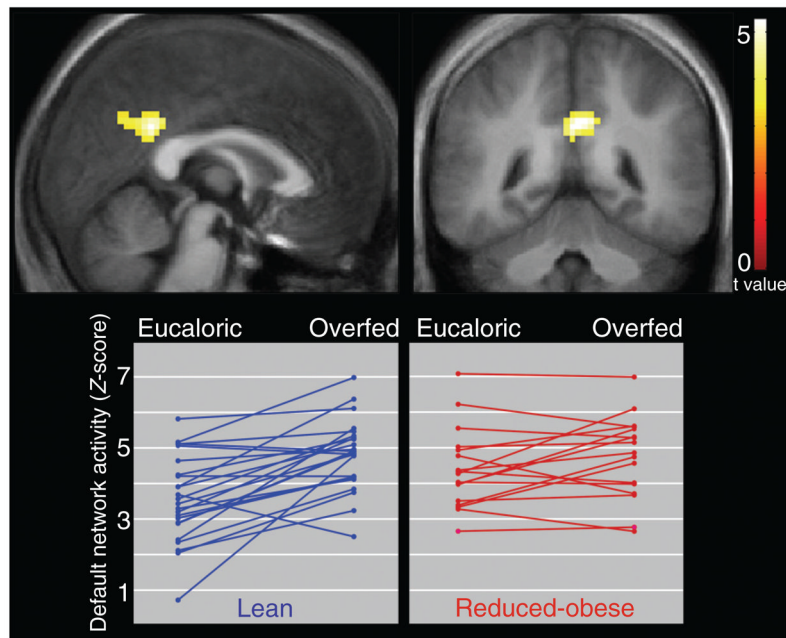 5
0
t value
Default network activity (Z-score)
Eucaloric Overfed
Eucaloric Overfed
7
5
3
1
Lean
Reduced-obese